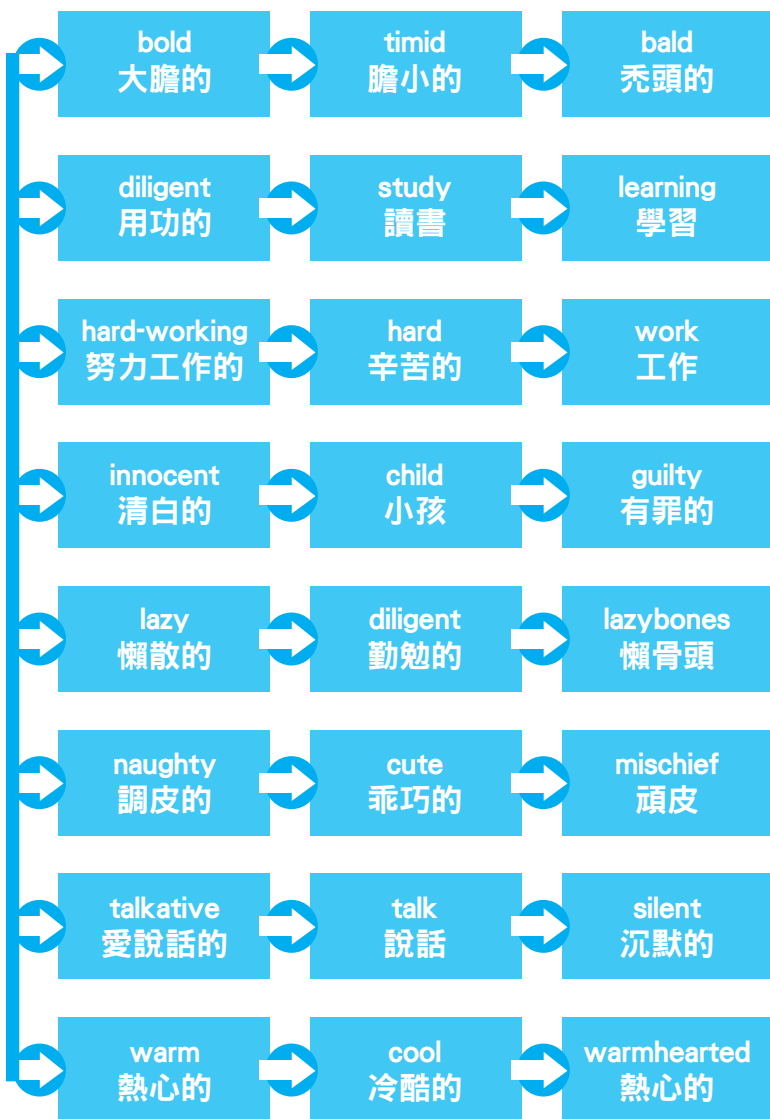 bold
大膽的
timid
膽小的
bald
禿頭的
diligent
用功的
study
讀書
learning
學習
hard-working
努力工作的
hard
辛苦的
work
工作
innocent
清白的
child
小孩
guilty
有罪的
lazy
懶散的
diligent
勤勉的
lazybones
懶骨頭
naughty
調皮的
cute
乖巧的
mischief
頑皮
talkative
愛說話的
talk
說話
silent
沉默的
warm
熱心的
cool
冷酷的
warmhearted
熱心的